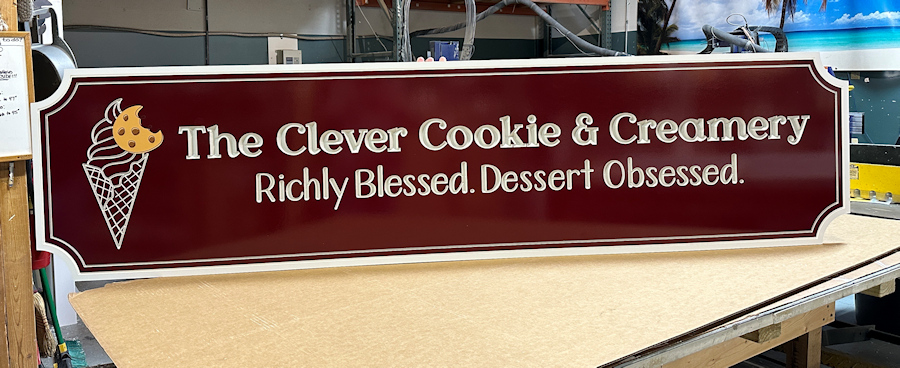 The Clever Cookie & Creamery
Richly Blessed. Dessert Obsessed.